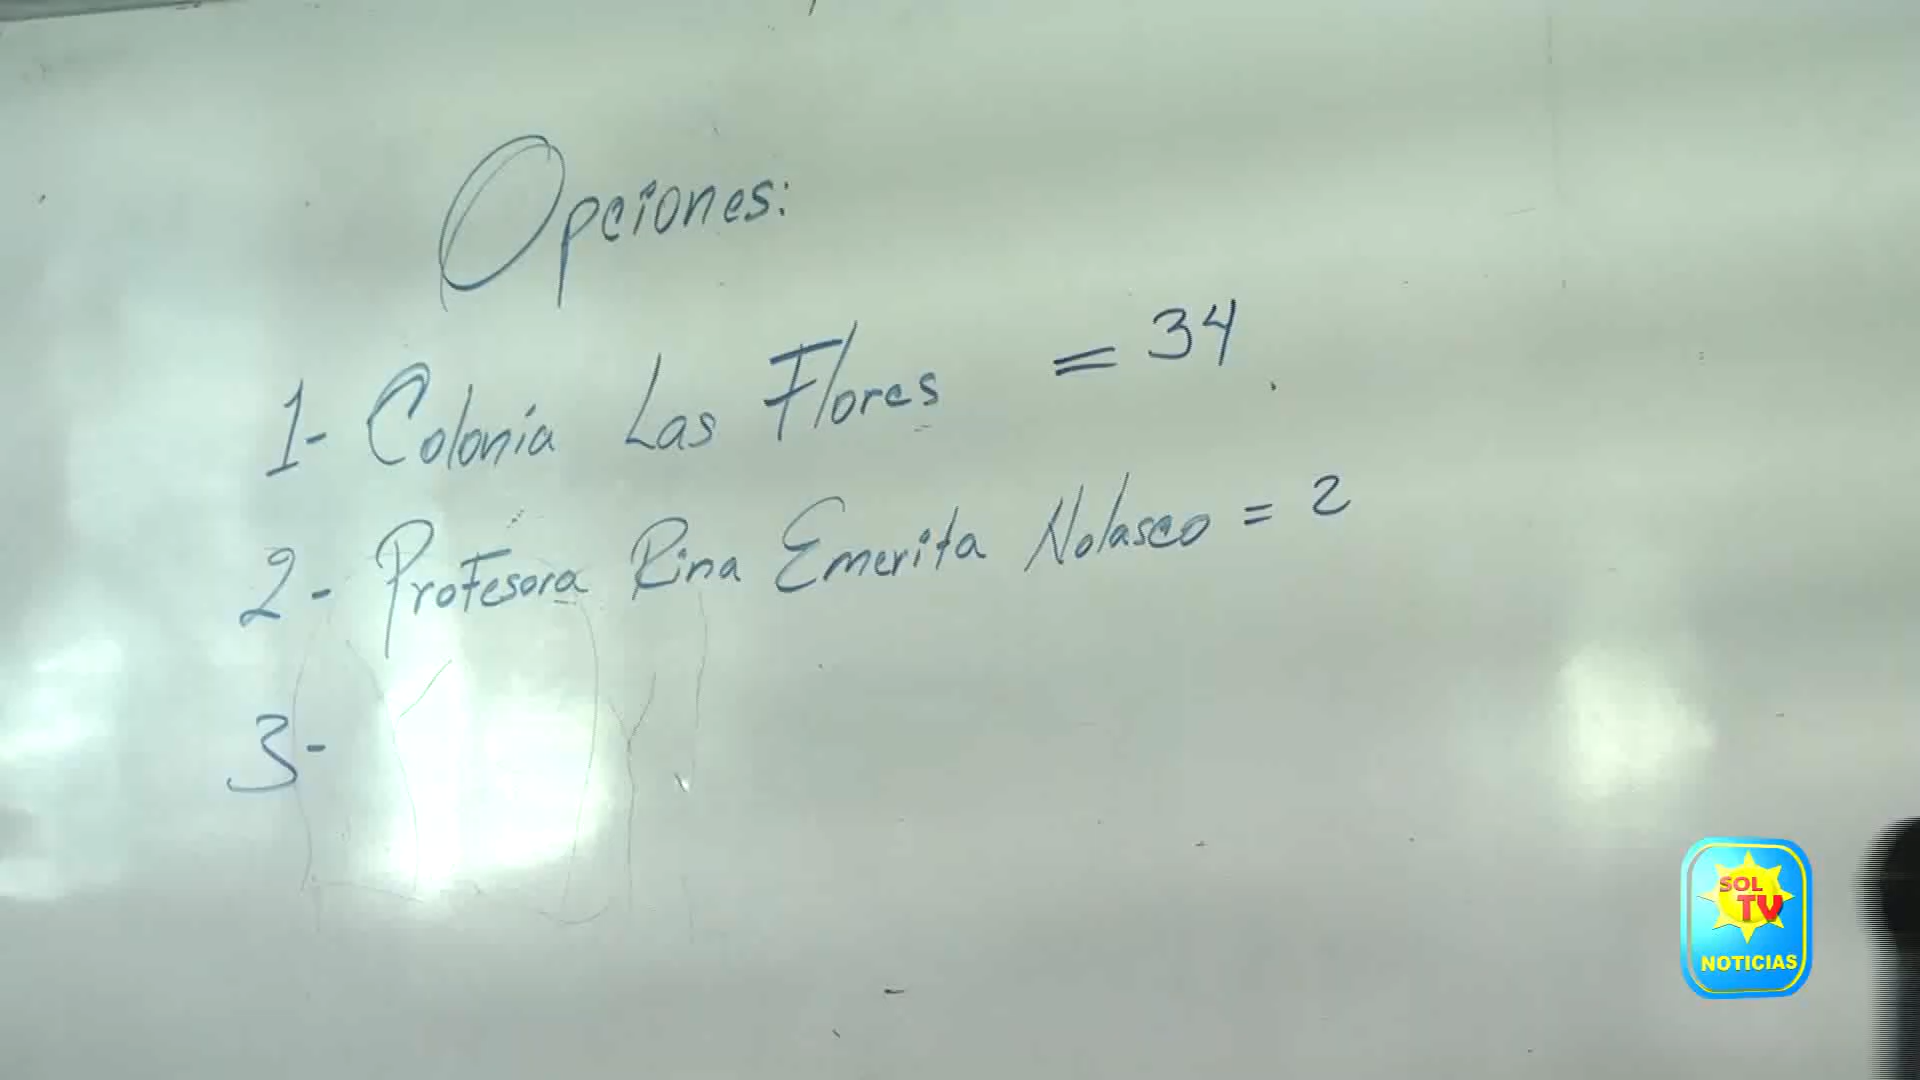 Opciones:
1- Colonia Las Flores = 34
2- Profesora Rina Emerita Nolasco = 2
3-
SOL
TV
NOTICIAS